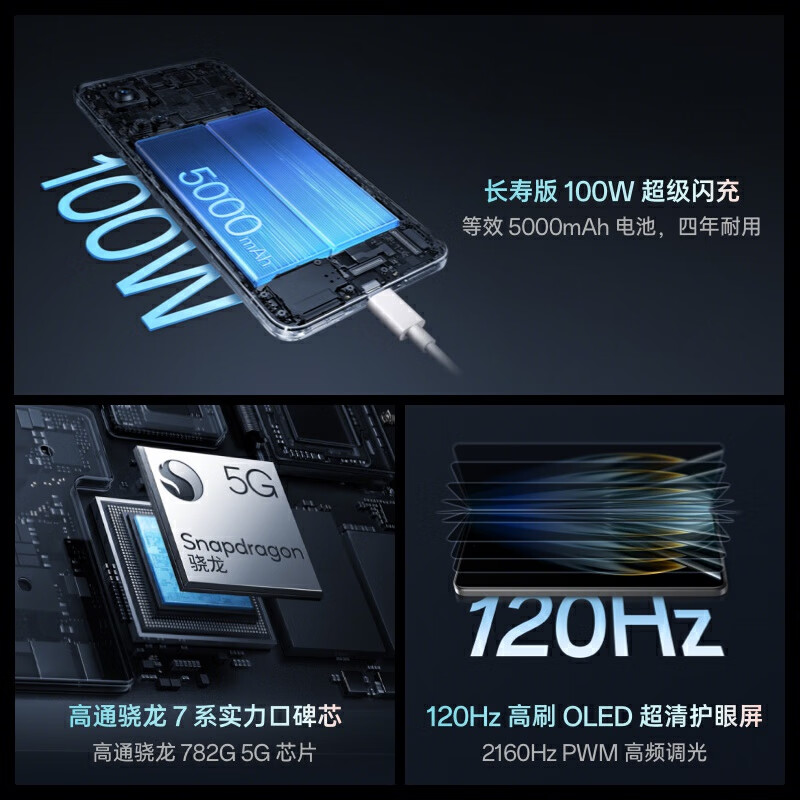 100W
5000mAh
长寿版 100W 超级闪充
等效 5000mAh 电池，四年耐用
5G
Snapdragon
骁龙
高通骁龙 7 系实力口碑芯
高通骁龙 782G 5G 芯片
120Hz
120Hz 高刷 OLED 超清护眼屏
2160Hz PWM 高频调光